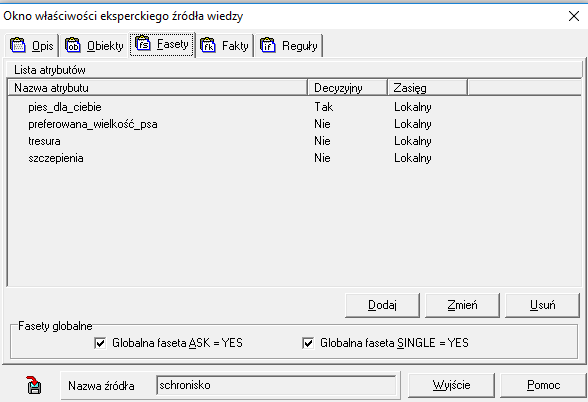 Okno właściwości eksperckiego źródła wiedzy
Opis Obiekty Fasety Fakty Reguły
Lista atrybutów
Nazwa atrybutu Decyzyjny Zasięg
pies_dla_ciebie Tak Lokalny
preferowana_wielkość_psa Nie Lokalny
tresura Nie Lokalny
szczepienia Nie Lokalny
Dodaj Zmień Usuń
Fasety globalne
Globalna faseta ASK = YES Globalna faseta SINGLE = YES
Nazwa źródła schronisko Wyjście Pomoc